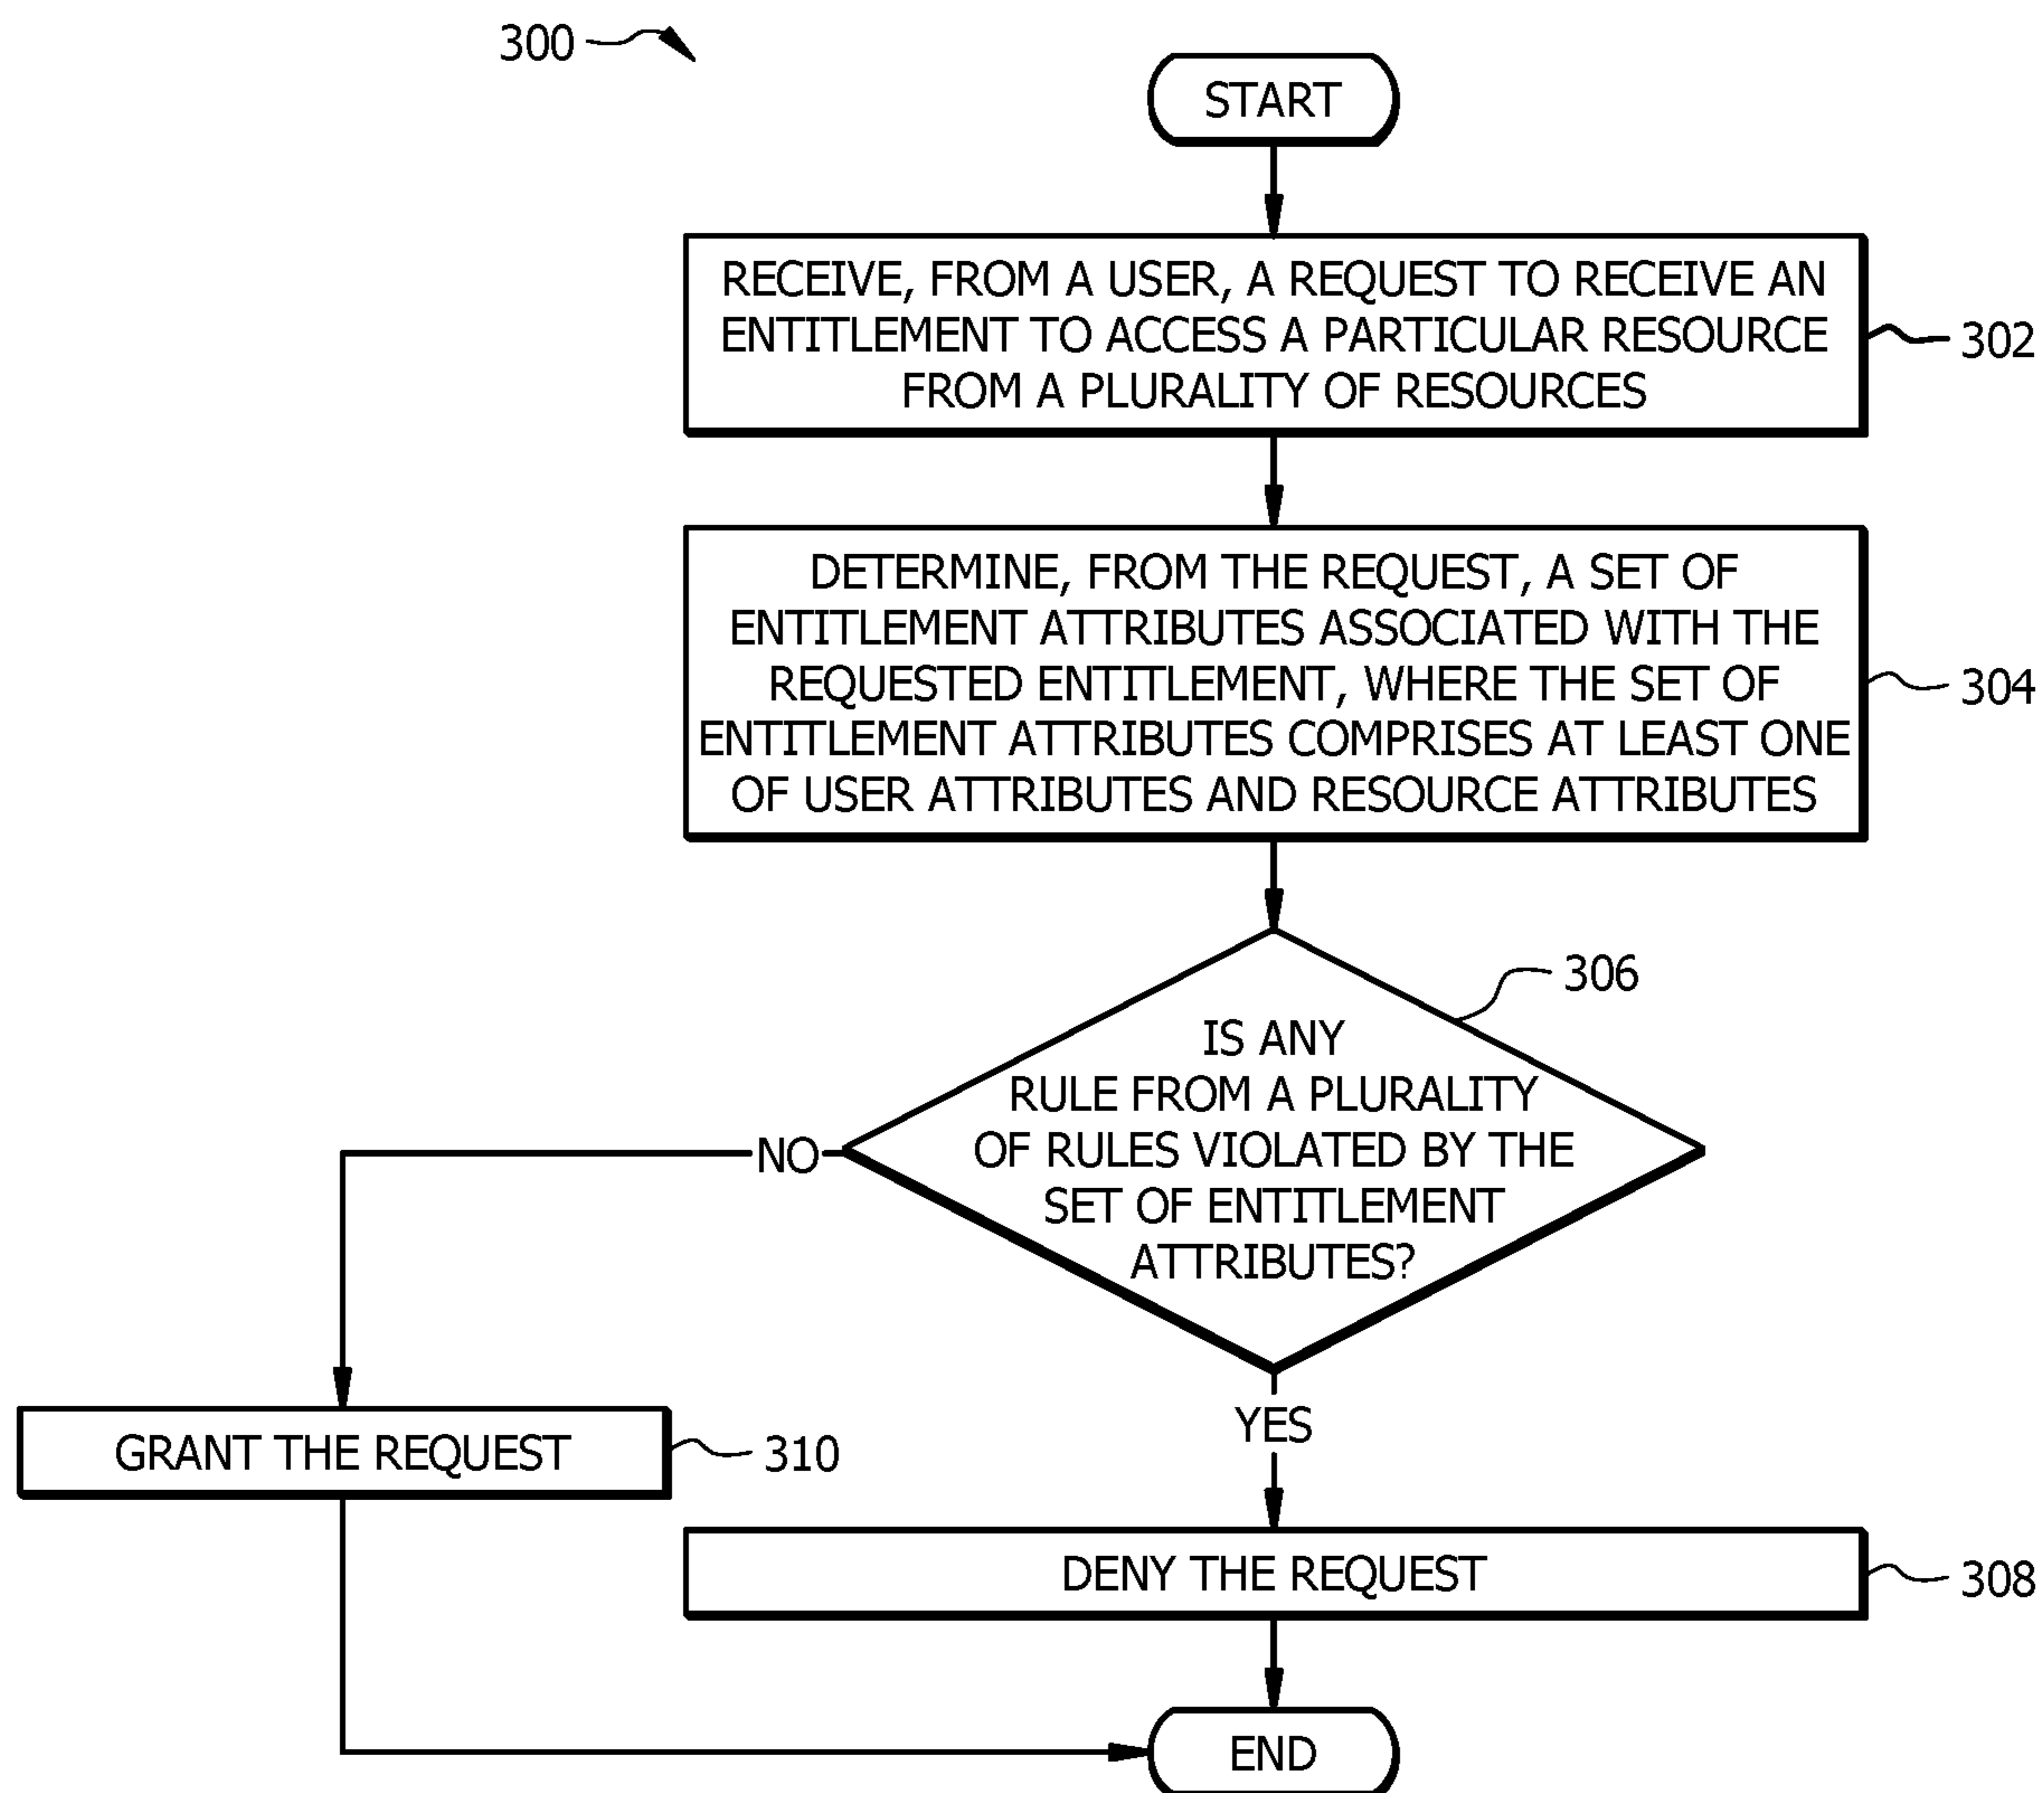 300
START
RECEIVE, FROM A USER, A REQUEST TO RECEIVE AN
ENTITLEMENT TO ACCESS A PARTICULAR RESOURCE
FROM A PLURALITY OF RESOURCES
302
DETERMINE, FROM THE REQUEST, A SET OF
ENTITLEMENT ATTRIBUTES ASSOCIATED WITH THE
REQUESTED ENTITLEMENT, WHERE THE SET OF
ENTITLEMENT ATTRIBUTES COMPRISES AT LEAST ONE
OF USER ATTRIBUTES AND RESOURCE ATTRIBUTES
304
306
IS ANY
RULE FROM A PLURALITY
OF RULES VIOLATED BY THE
SET OF ENTITLEMENT
ATTRIBUTES?
NO
YES
GRANT THE REQUEST
310
DENY THE REQUEST
308
END